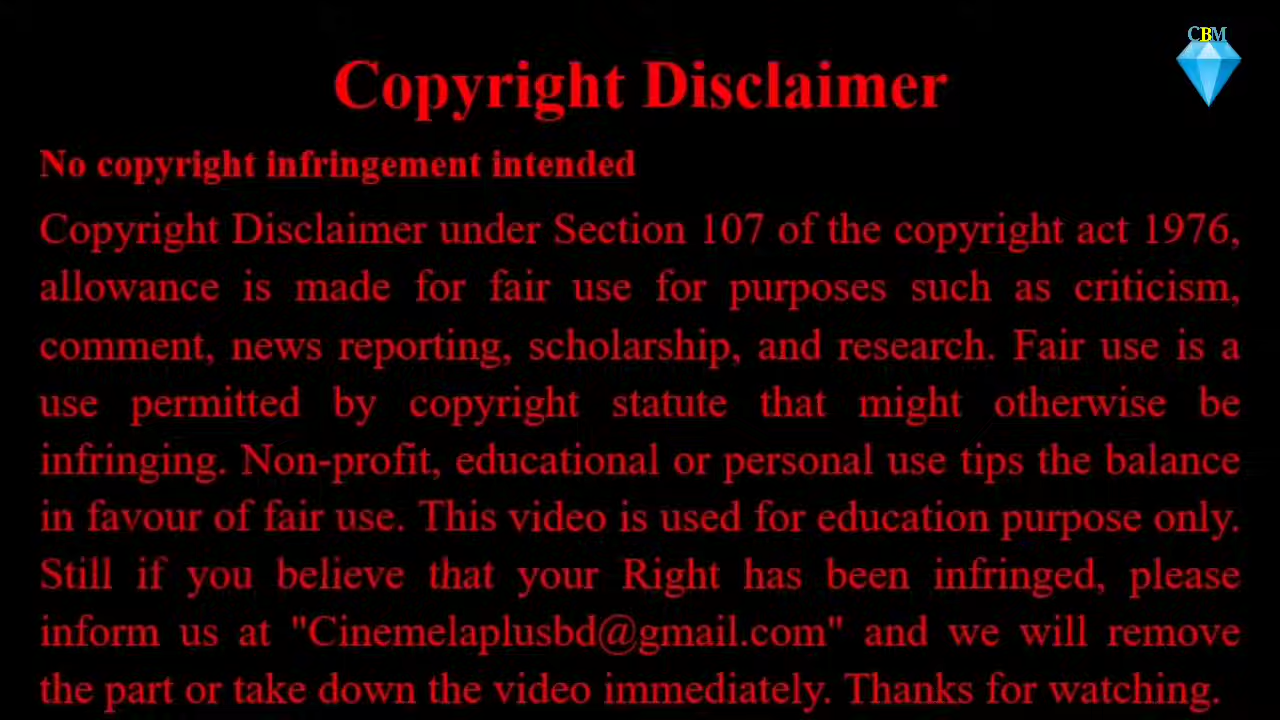 CBM
Copyright Disclaimer
No copyright infringement intended
Copyright Disclaimer under Section 107 of the copyright act 1976,
allowance is made for fair use for purposes such as criticism,
comment, news reporting, scholarship, and research. Fair use is a
use permitted by copyright statute that might otherwise be
infringing. Non-profit, educational or personal use tips the balance
in favour of fair use. This video is used for education purpose only.
Still if you believe that your Right has been infringed, please
inform us at "Cinemelaplusbd@gmail.com" and we will remove
the part or take down the video immediately. Thanks for watching.